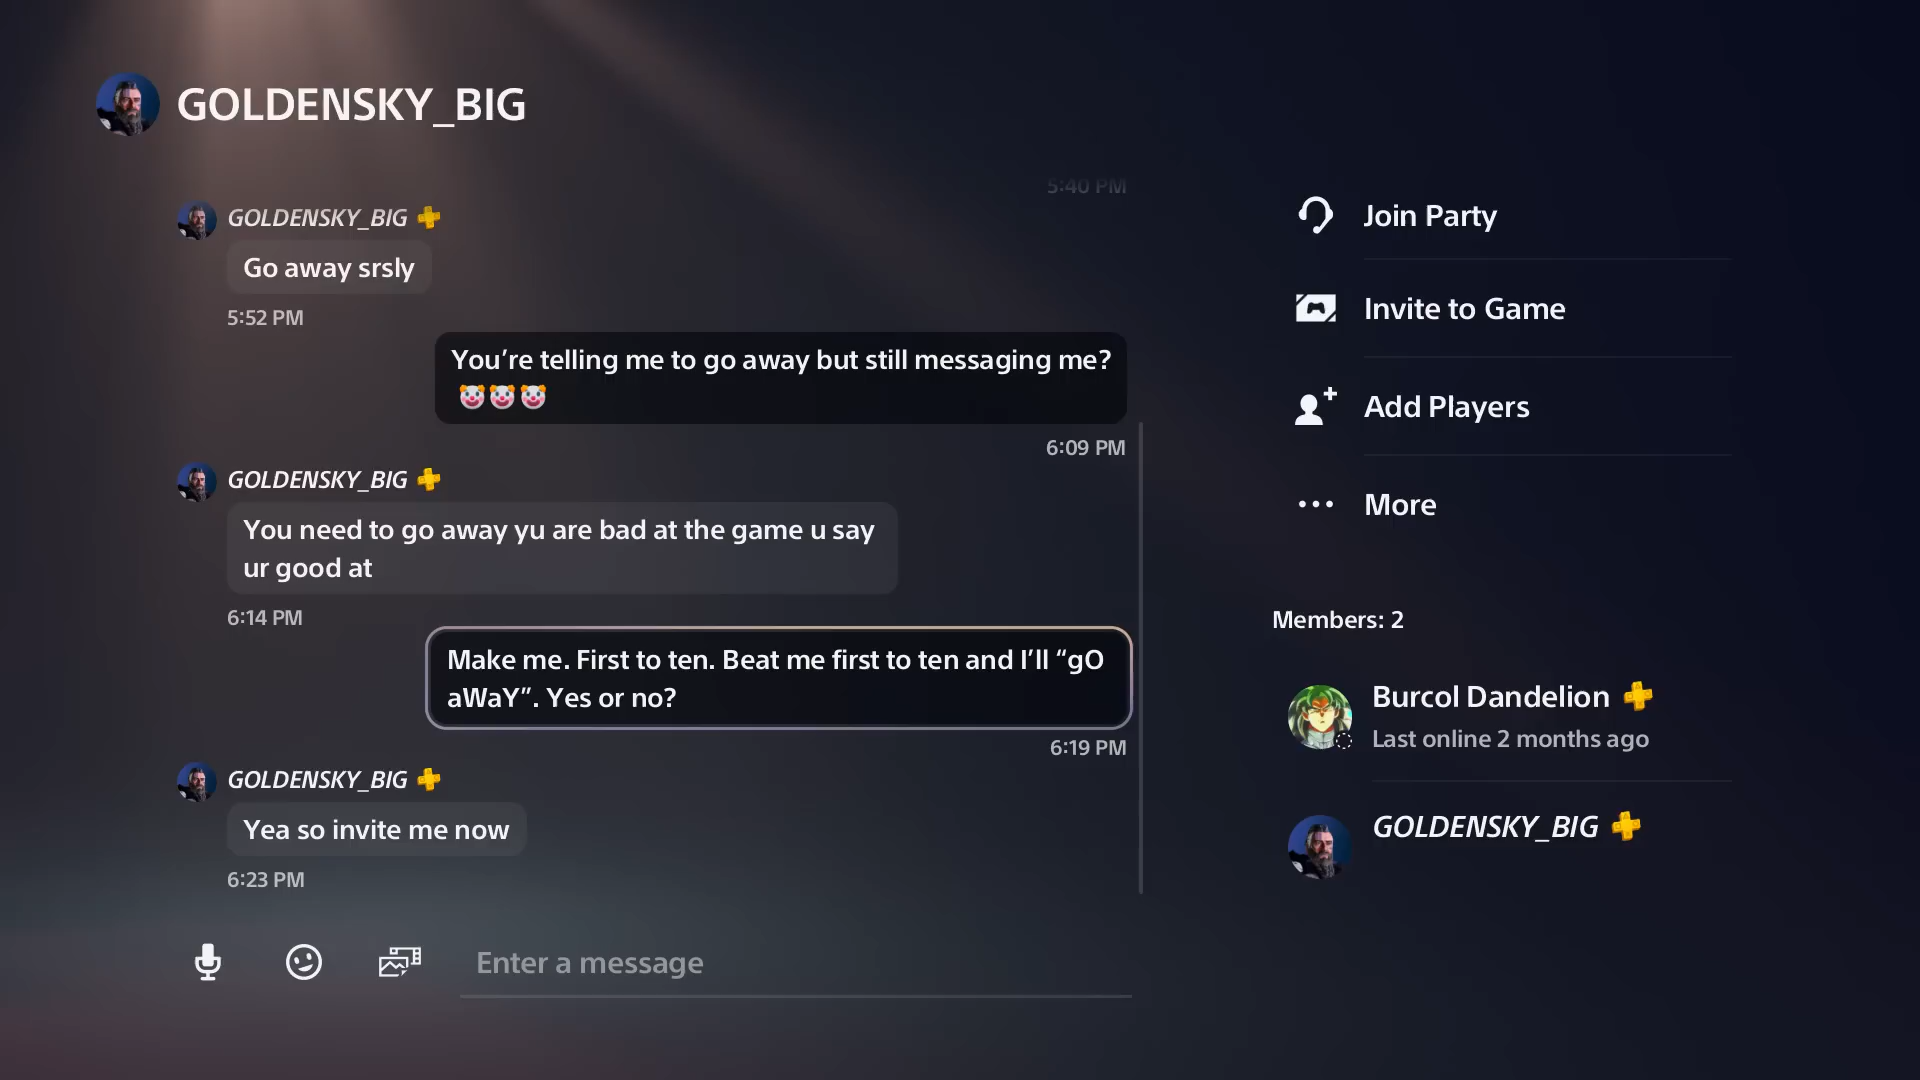 GOLDENSKY_BIG
5:40 PM
GOLDENSKY_BIG
Go away srsly
5:52 PM
You’re telling me to go away but still messaging me?
🤡🤡🤡
6:09 PM
GOLDENSKY_BIG
You need to go away yu are bad at the game u say
ur good at
6:14 PM
Make me. First to ten. Beat me first to ten and I’ll “gO
aWaY”. Yes or no?
6:19 PM
GOLDENSKY_BIG
Yea so invite me now
6:23 PM
Enter a message
Join Party
Invite to Game
Add Players
More
Members: 2
Burcol Dandelion
Last online 2 months ago
GOLDENSKY_BIG